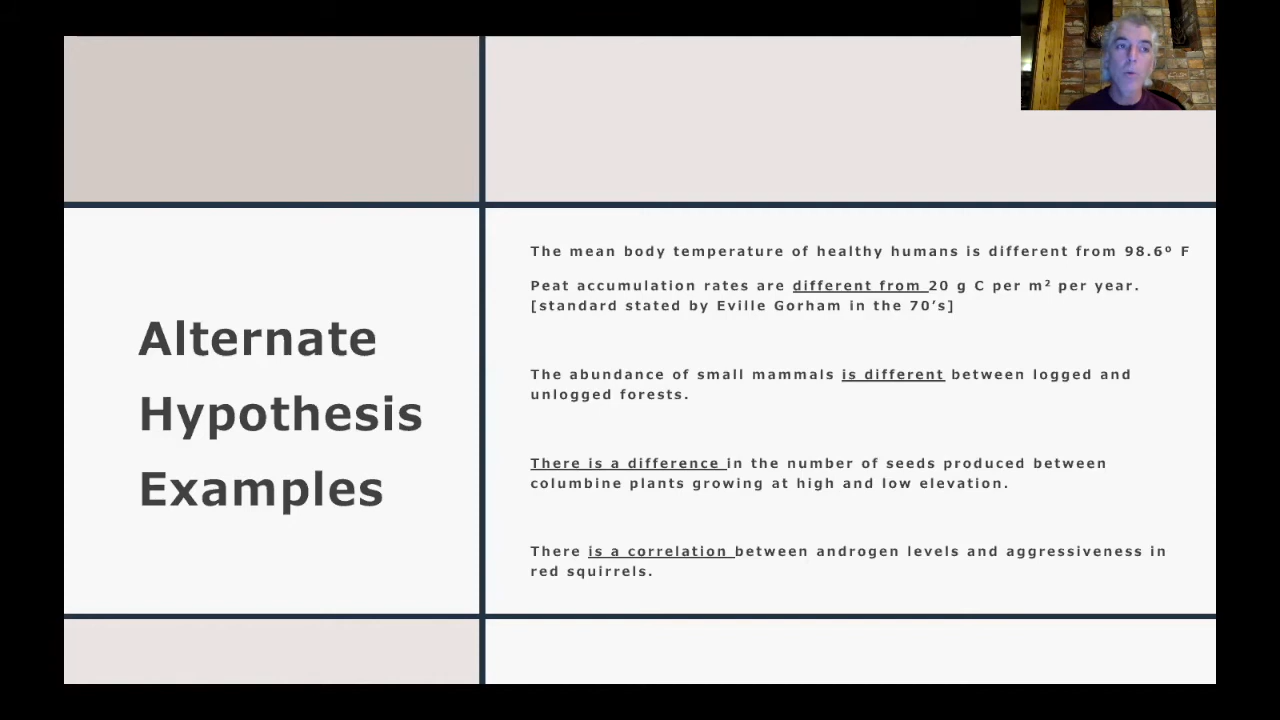 Alternate
Hypothesis
Examples
The mean body temperature of healthy humans is different from 98.6º F
Peat accumulation rates are different from 20 g C per m² per year.
[standard stated by Eville Gorham in the 70’s]
The abundance of small mammals is different between logged and
unlogged forests.
There is a difference in the number of seeds produced between
columbine plants growing at high and low elevation.
There is a correlation between androgen levels and aggressiveness in
red squirrels.